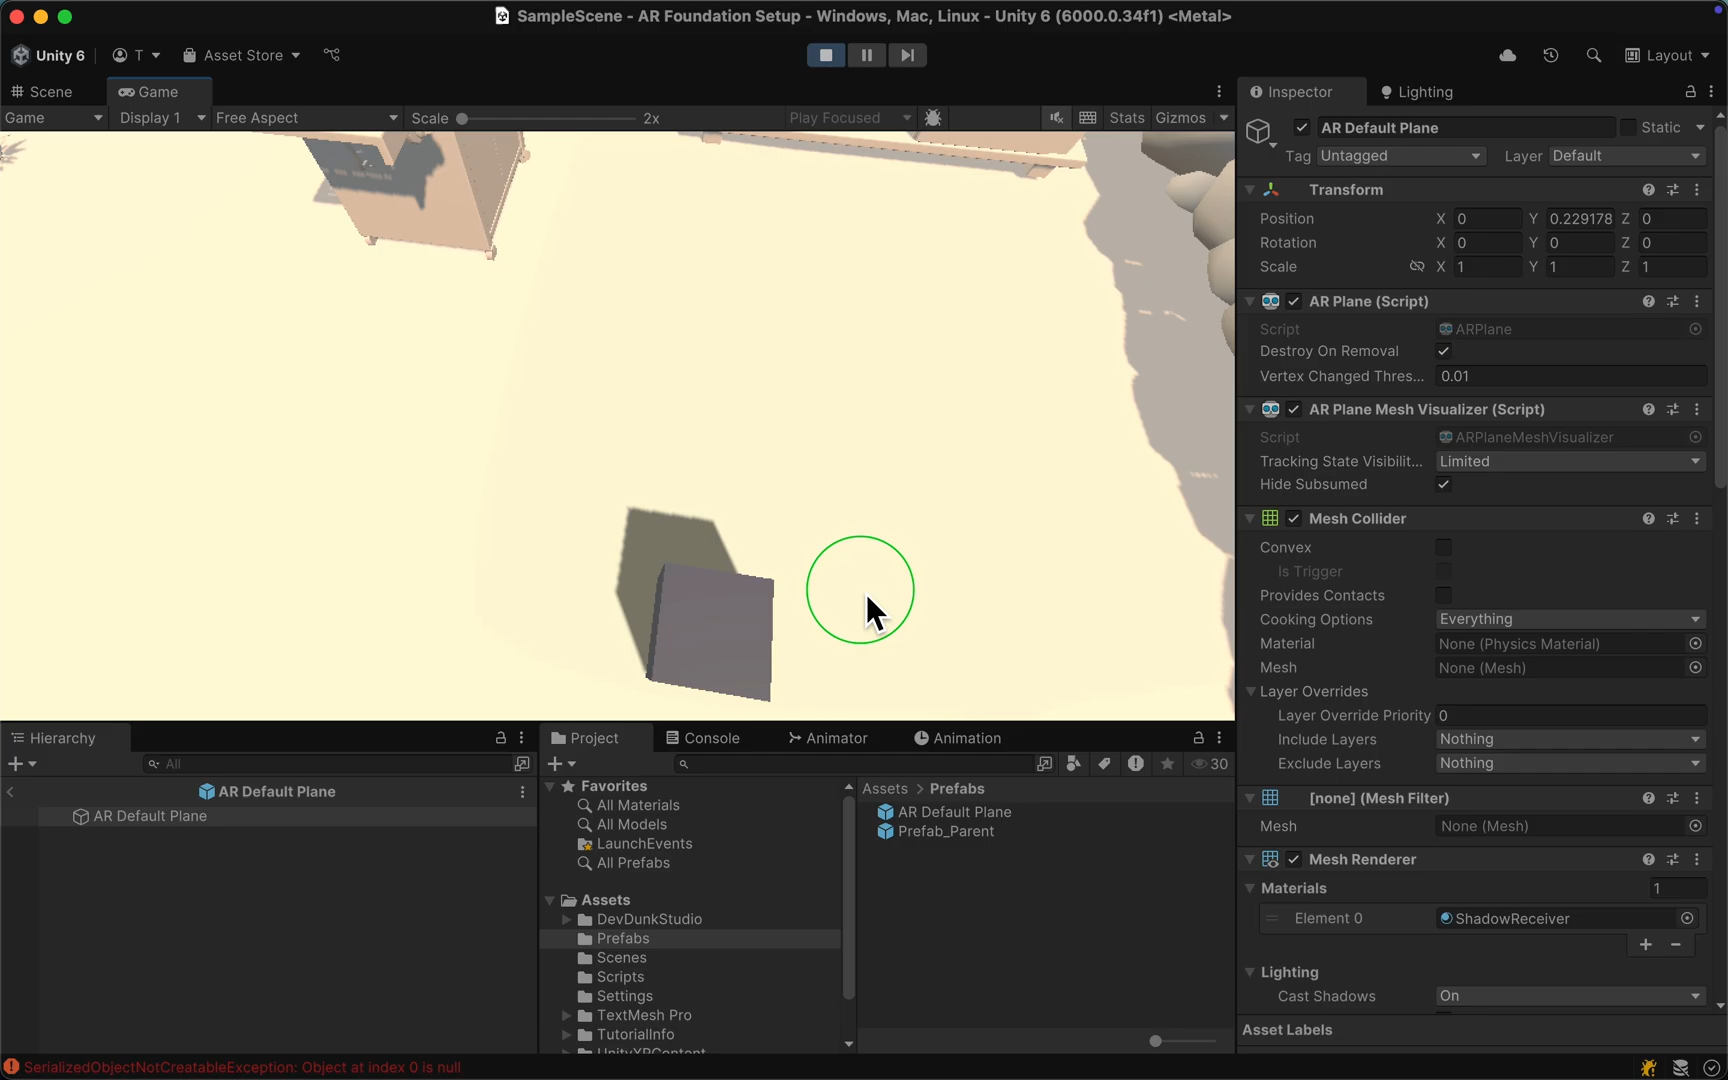 SampleScene - AR Foundation Setup - Windows, Mac, Linux - Unity 6 (6000.0.34f1) <Metal>
Unity 6 T Asset Store Layout
Scene Game
Game Display 1 Free Aspect Scale 2x Play Focused Stats Gizmos
Inspector Lighting
AR Default Plane Static
Tag Untagged Layer Default
Transform
Position X 0 Y 0.229178 Z 0
Rotation X 0 Y 0 Z 0
Scale X 1 Y 1 Z 1
AR Plane (Script)
Script ARPlane
Destroy On Removal
Vertex Changed Thres... 0.01
AR Plane Mesh Visualizer (Script)
Script ARPlaneMeshVisualizer
Tracking State Visibilit... Limited
Hide Subsumed
Mesh Collider
Convex
Is Trigger
Provides Contacts
Cooking Options Everything
Material None (Physics Material)
Mesh None (Mesh)
Layer Overrides
Layer Override Priority 0
Include Layers Nothing
Exclude Layers Nothing
[none] (Mesh Filter)
Mesh None (Mesh)
Mesh Renderer
Materials 1
Element 0 ShadowReceiver
Lighting
Cast Shadows On
Asset Labels
Hierarchy
All
AR Default Plane
AR Default Plane
Project Console Animator Animation
30
Favorites
All Materials
All Models
LaunchEvents
All Prefabs
Assets
DevDunkStudio
Prefabs
Scenes
Scripts
Settings
TextMesh Pro
TutorialInfo
Assets > Prefabs
AR Default Plane
Prefab_Parent
SerializedObjectNotCreatableException: Object at index 0 is null